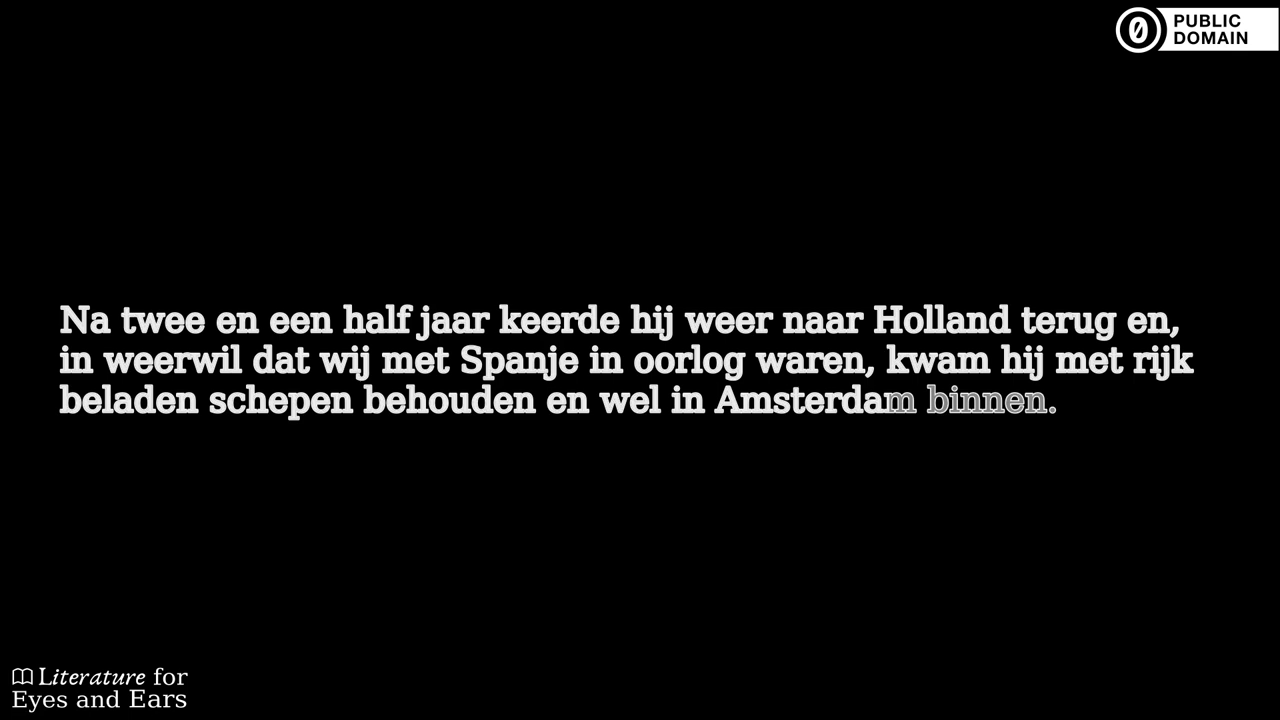 PUBLIC
DOMAIN
Na twee en een half jaar keerde hij weer naar Holland terug en,
in weerwil dat wij met Spanje in oorlog waren, kwam hij met rijk
beladen schepen behouden en wel in Amsterdam binnen.
Literature for
Eyes and Ears